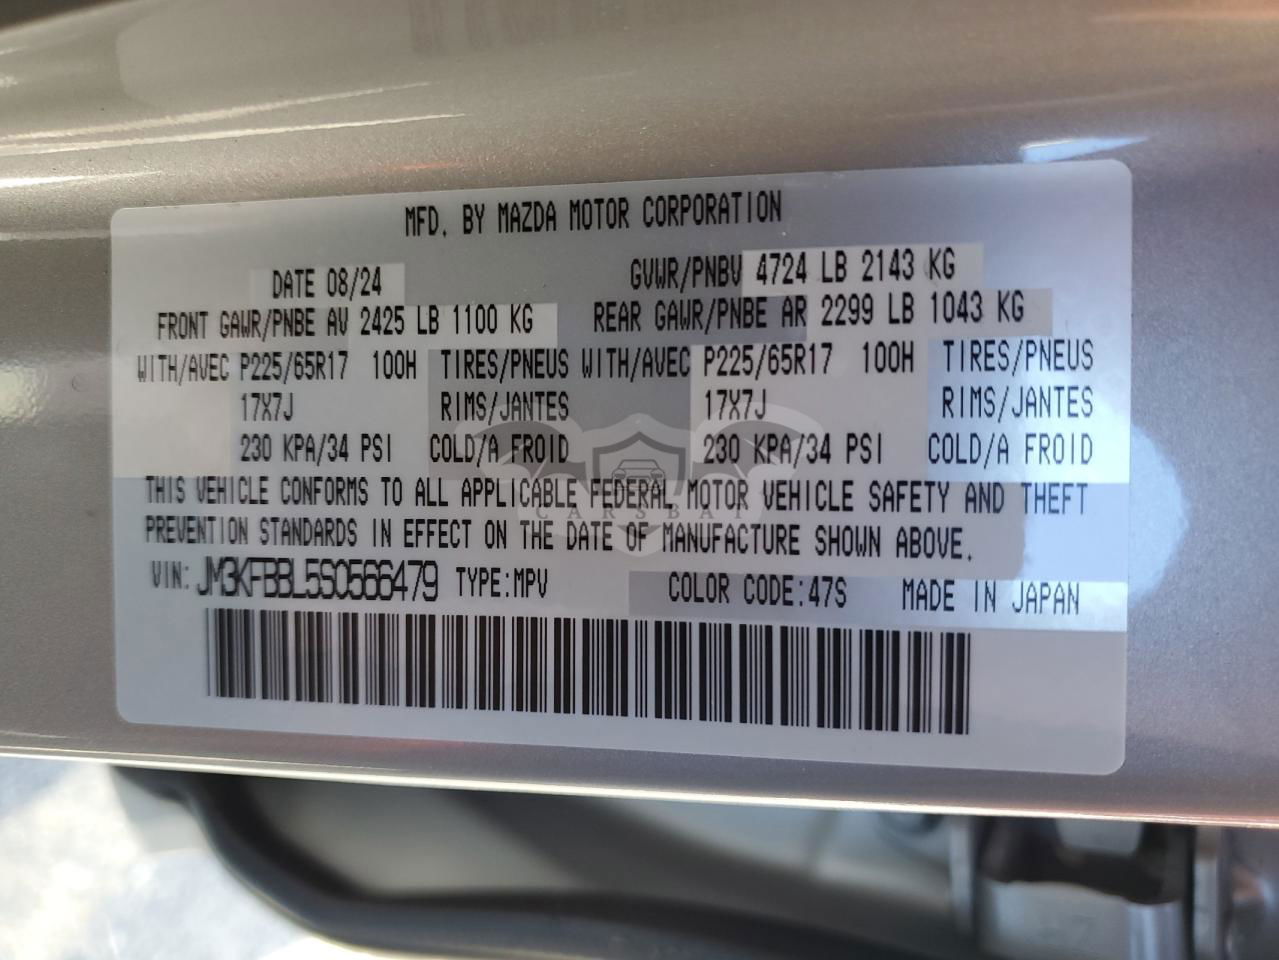 MFD. BY MAZDA MOTOR CORPORATION
DATE 08/24 GVWR/PNBV 4724 LB 2143 KG
FRONT GAWR/PNBE AV 2425 LB 1100 KG REAR GAWR/PNBE AR 2299 LB 1043 KG
WITH/AVEC P225/65R17 100H TIRES/PNEUS WITH/AVEC P225/65R17 100H TIRES/PNEUS
17X7J RIMS/JANTES 17X7J RIMS/JANTES
230 KPA/34 PSI COLD/A FROID 230 KPA/34 PSI COLD/A FROID
THIS VEHICLE CONFORMS TO ALL APPLICABLE FEDERAL MOTOR VEHICLE SAFETY AND THEFT
CARSBAT
PREVENTION STANDARDS IN EFFECT ON THE DATE OF MANUFACTURE SHOWN ABOVE.
VIN: JM3KFBBL5S0566479 TYPE:MPV COLOR CODE:47S MADE IN JAPAN